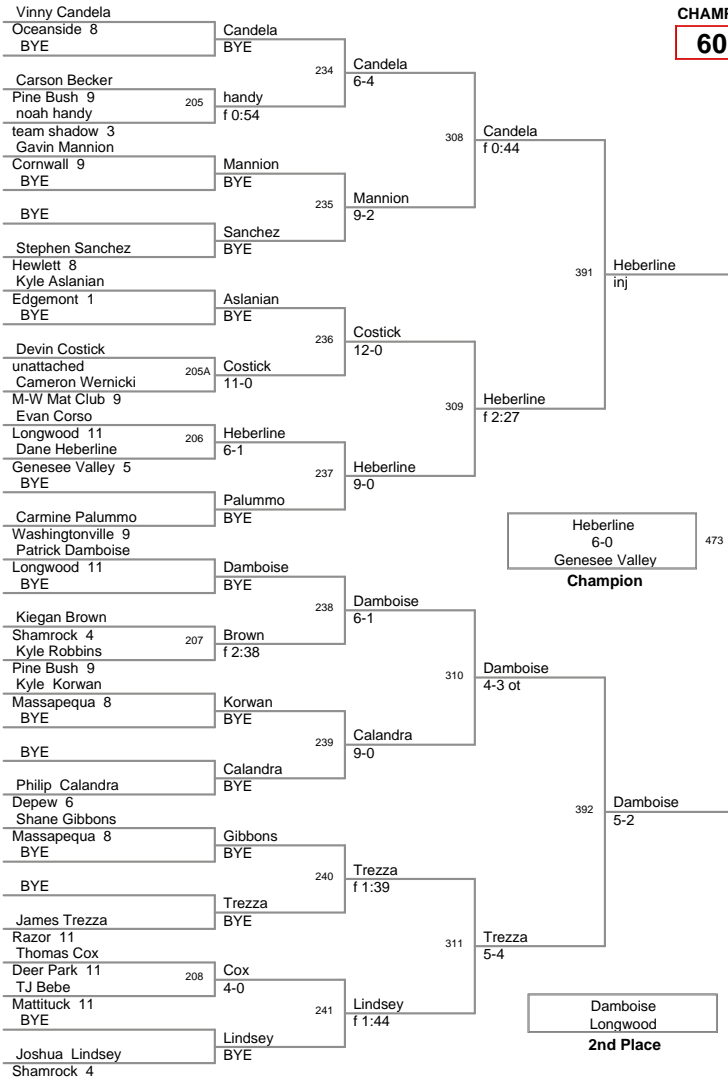 Vinny Candela
Oceanside 8
BYE
Carson Becker
Pine Bush 9
noah handy
team shadow 3
Gavin Mannion
Cornwall 9
BYE
BYE
Stephen Sanchez
Hewlett 8
Kyle Aslanian
Edgemont 1
BYE
Devin Costick
unattached
Cameron Wernicki
M-W Mat Club 9
Evan Corso
Longwood 11
Dane Heberline
Genesee Valley 5
BYE
Carmine Palummo
Washingtonville 9
Patrick Damboise
Longwood 11
BYE
Kiegan Brown
Shamrock 4
Kyle Robbins
Pine Bush 9
Kyle Korwan
Massapequa 8
BYE
BYE
Philip Calandra
Depew 6
Shane Gibbons
Massapequa 8
BYE
BYE
James Trezza
Razor 11
Thomas Cox
Deer Park 11
TJ Bebe
Mattituck 11
BYE
Joshua Lindsey
Shamrock 4
205
205A
206
207
208
Candela
BYE
handy
f 0:54
Mannion
BYE
Sanchez
BYE
Aslanian
BYE
Costick
11-0
Heberline
6-1
Palummo
BYE
Damboise
BYE
Brown
f 2:38
Korwan
BYE
Calandra
BYE
Gibbons
BYE
Trezza
BYE
Cox
4-0
Lindsey
BYE
234
235
236
237
238
239
240
241
Candela
6-4
Mannion
9-2
Costick
12-0
Heberline
9-0
Damboise
6-1
Calandra
9-0
Trezza
f 1:39
Lindsey
f 1:44
308
309
310
311
Candela
f 0:44
Heberline
f 2:27
Damboise
4-3 ot
Trezza
5-4
391
392
Heberline
inj
Damboise
5-2
CHAMP
60
Heberline
6-0
Genesee Valley
473
Champion
Damboise
Longwood
2nd Place